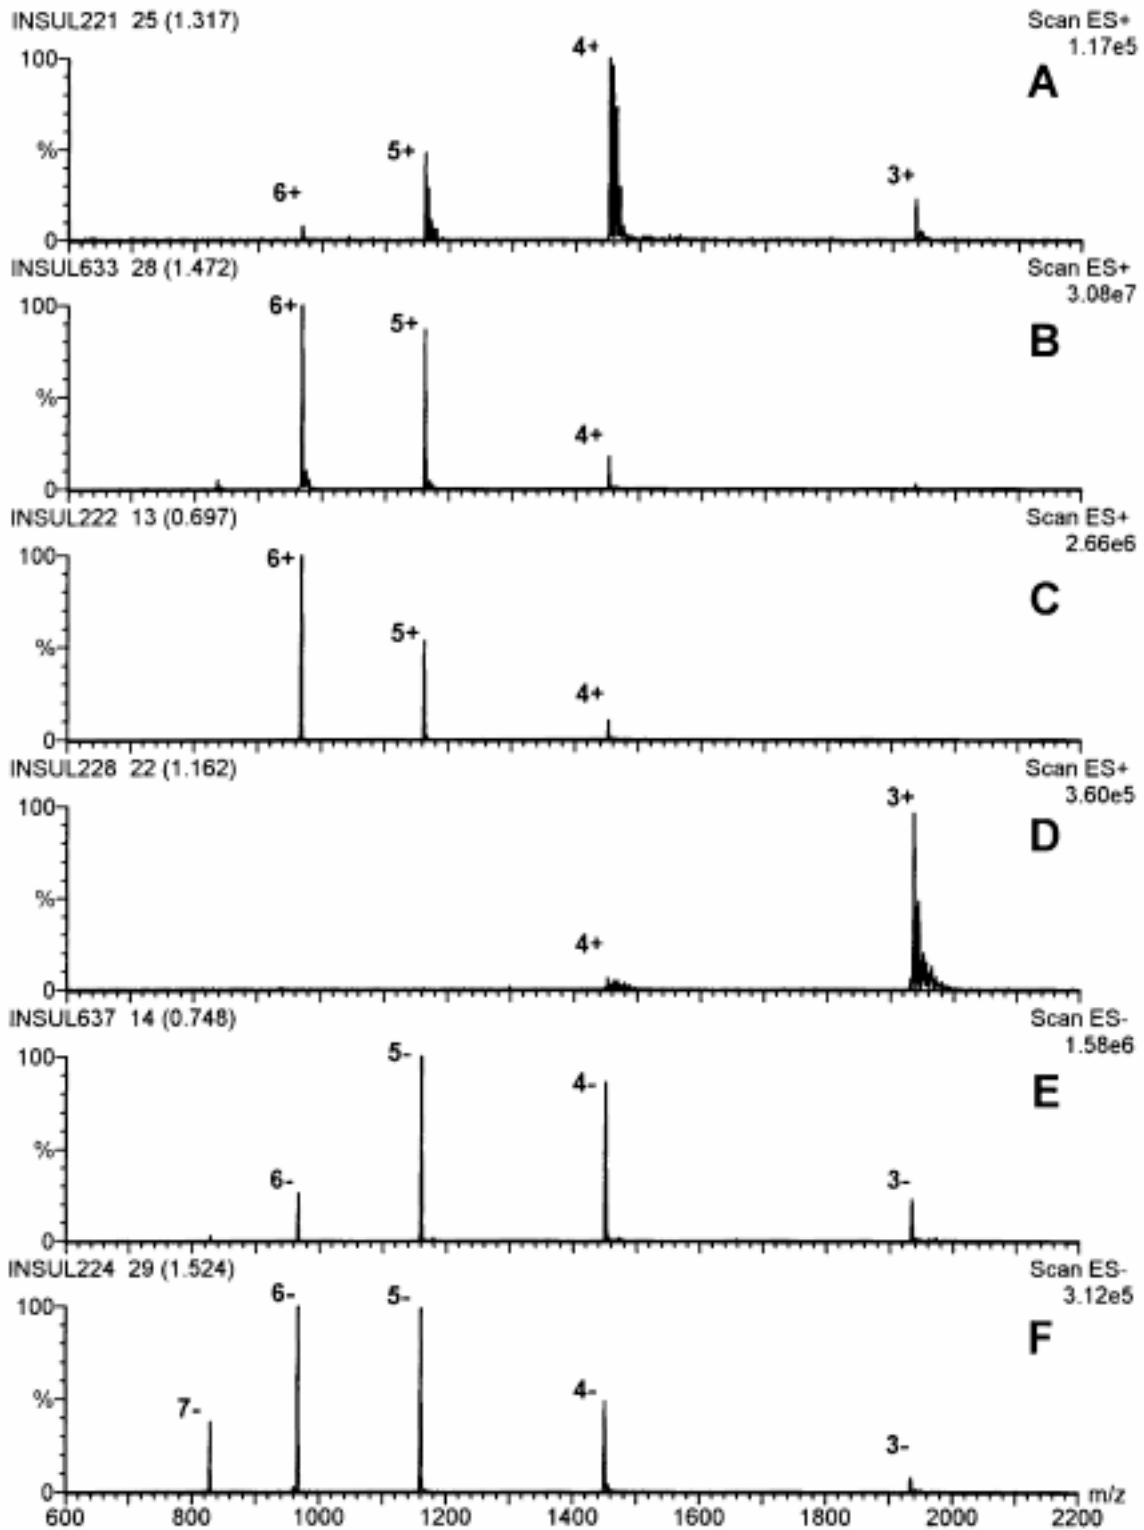 INSUL221 25 (1.317) Scan ES+
1.17e5
A
100
%
0
6+ 5+ 4+ 3+
INSUL633 28 (1.472) Scan ES+
3.08e7
B
100
%
0
6+ 5+ 4+
INSUL222 13 (0.697) Scan ES+
2.66e6
C
100
%
0
6+ 5+ 4+
INSUL228 22 (1.162) Scan ES+
3.60e5
D
100
%
0
4+ 3+
INSUL637 14 (0.748) Scan ES-
1.58e6
E
100
%
0
6- 5- 4- 3-
INSUL224 29 (1.524) Scan ES-
3.12e5
F
100
%
0
7- 6- 5- 4- 3-
600 800 1000 1200 1400 1600 1800 2000 2200 m/z